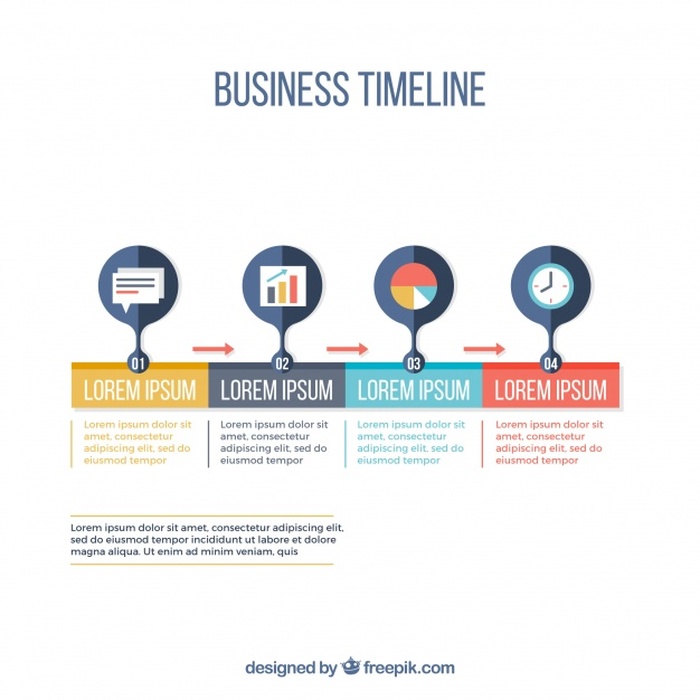 BUSINESS TIMELINE
01
02
03
04
LOREM IPSUM
LOREM IPSUM
LOREM IPSUM
LOREM IPSUM
Lorem ipsum dolor sit
amet, consectetur
adipiscing elit, sed do
eiusmod tempor
Lorem ipsum dolor sit
amet, consectetur
adipiscing elit, sed do
eiusmod tempor
Lorem ipsum dolor sit
amet, consectetur
adipiscing elit, sed do
eiusmod tempor
Lorem ipsum dolor sit
amet, consectetur
adipiscing elit, sed do
eiusmod tempor
Lorem ipsum dolor sit amet, consectetur adipiscing elit,
sed do eiusmod tempor incididunt ut labore et dolore
magna aliqua. Ut enim ad minim veniam, quis
designed by freepik.com